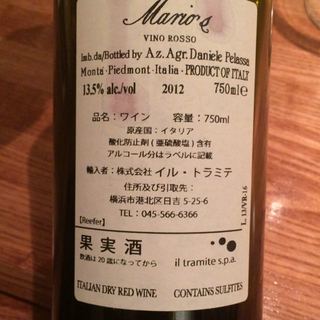 Mario's
VINO ROSSO
Imb.da/Bottled by Az.Agr.Daniele Pelassa
Montà·Piedmont·Italia·PRODUCT OF ITALY
13.5% alc./vol 2012 750ml e
品名：ワイン 容量：750ml
原産国：イタリア
酸化防止剤（亜硫酸塩）含有
アルコール分はラベルに記載
輸入者：株式会社 イル・トラミテ
住所及び引取先：
横浜市港北区日吉 5-25-6
TEL: 045-566-6366
【Reefer】
L.13/VR-16
果実酒
飲酒は20歳になってから
il tramite s.p.a.
ITALIAN DRY RED WINE CONTAINS SULFITES